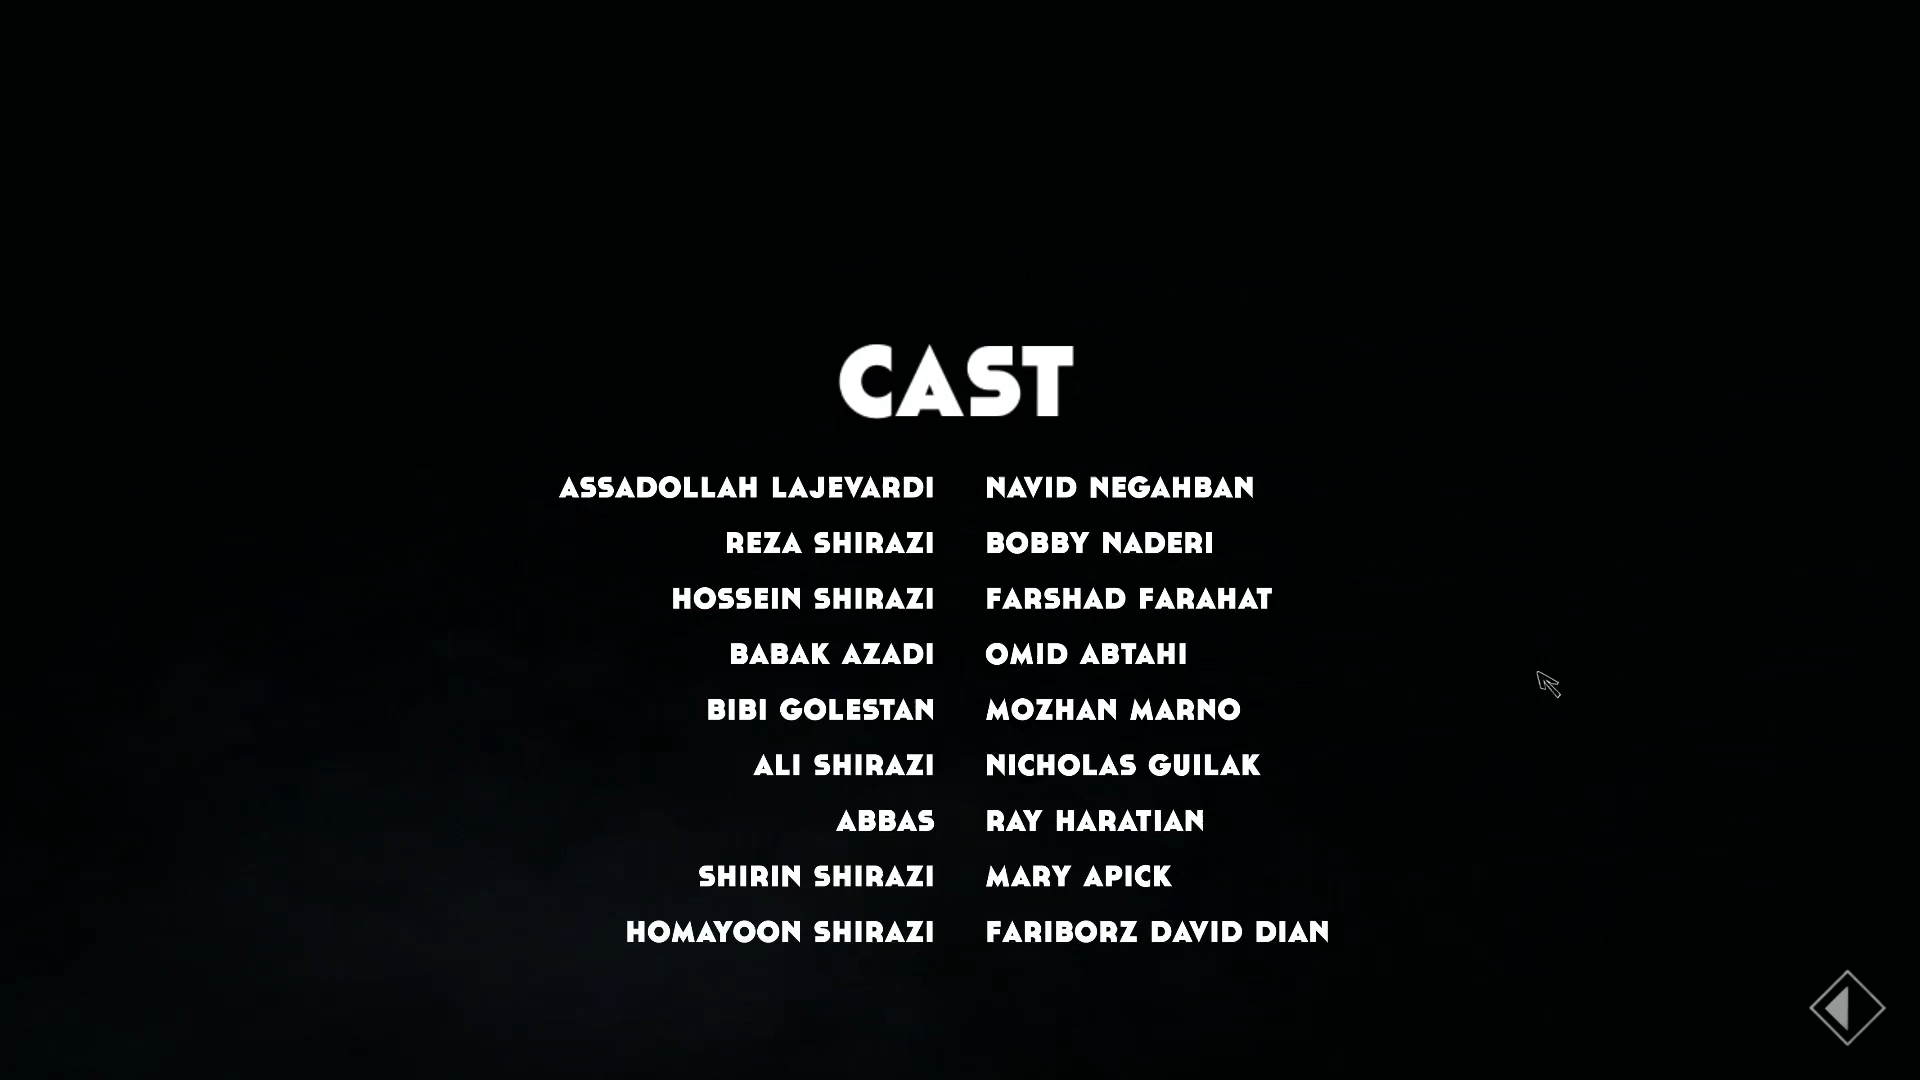 CAST
ASSADOLLAH LAJEVARDI NAVID NEGAHBAN
REZA SHIRAZI BOBBY NADERI
HOSSEIN SHIRAZI FARSHAD FARAHAT
BABAK AZADI OMID ABTAHI
BIBI GOLESTAN MOZHAN MARNO
ALI SHIRAZI NICHOLAS GUILAK
ABBAS RAY HARATIAN
SHIRIN SHIRAZI MARY APICK
HOMAYOON SHIRAZI FARIBORZ DAVID DIAN